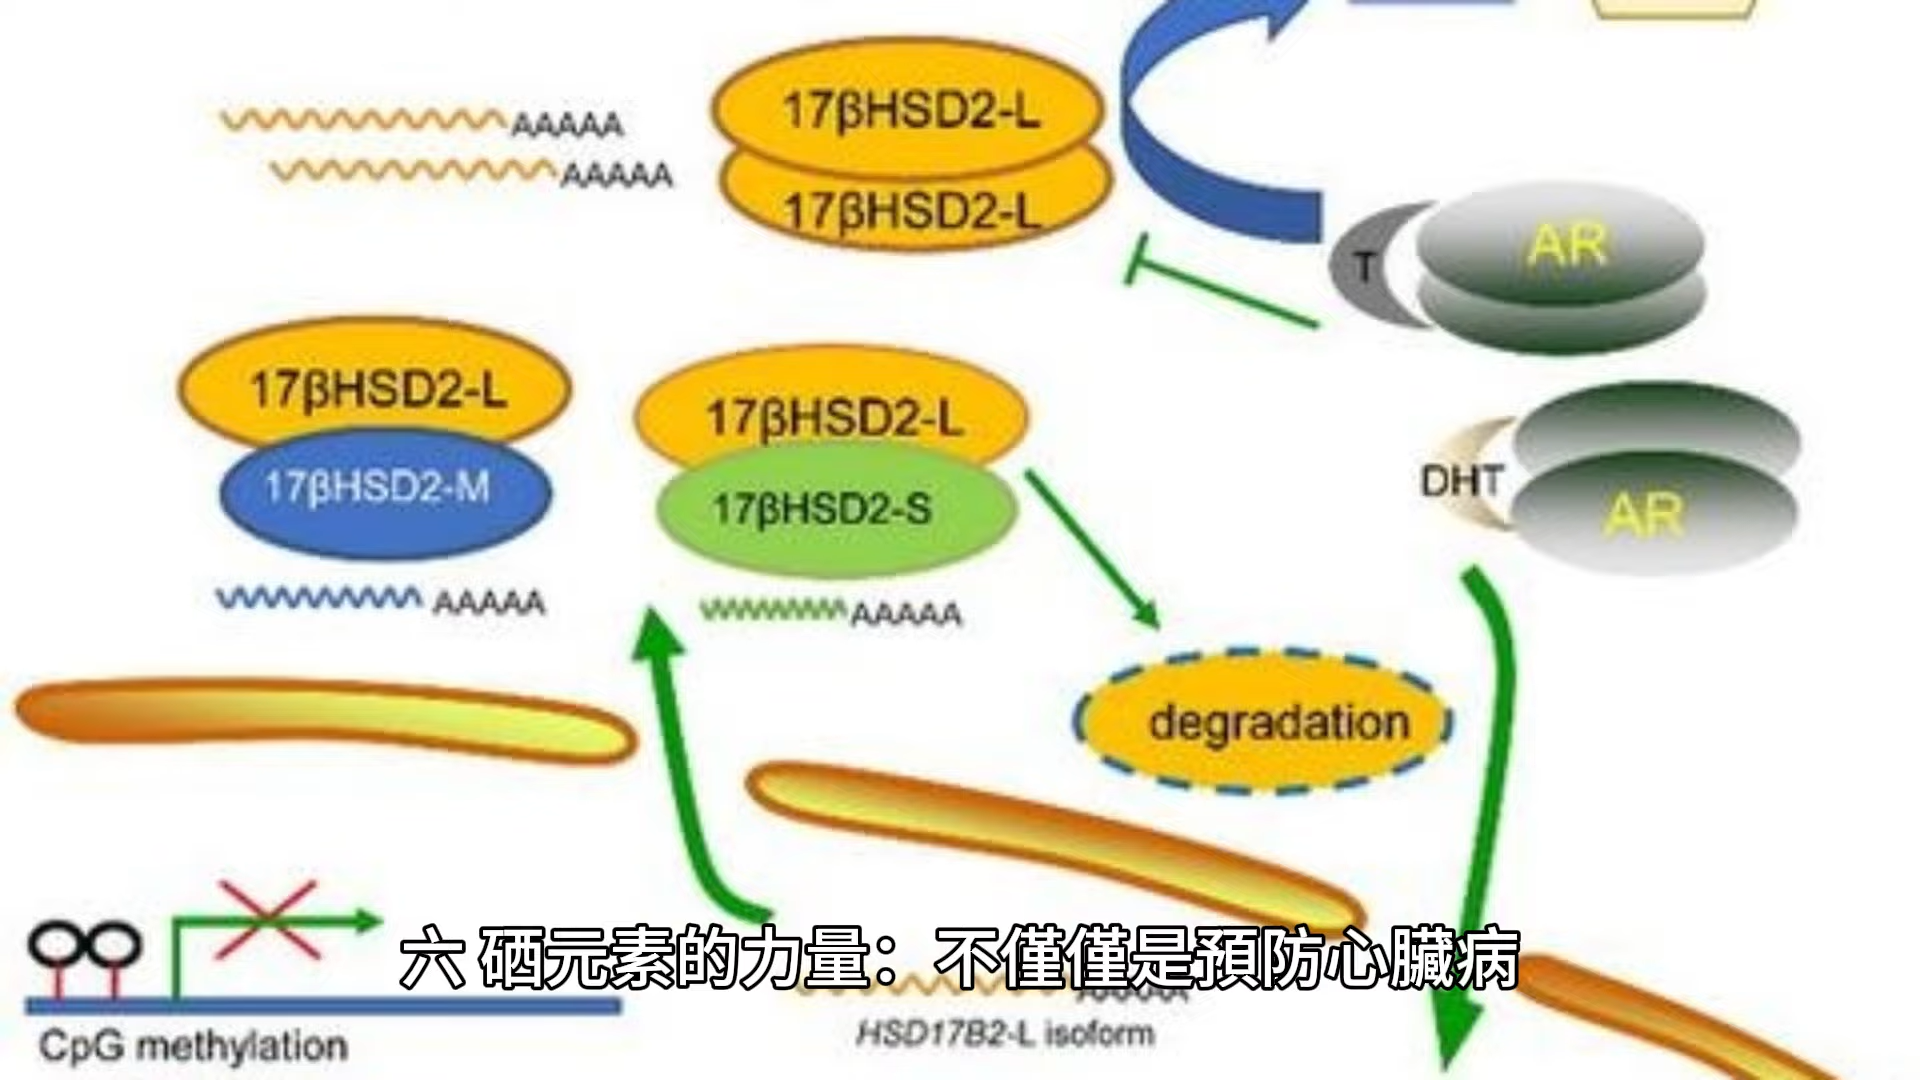 17βHSD2-L
AAAAA
AAAAA
17βHSD2-L
AR
T
17βHSD2-L
17βHSD2-L
17βHSD2-M
17βHSD2-S
DHT
AR
AAAAA
AAAAA
degradation
六 硒元素的力量：不僅僅是預防心臟病
HSD17B2-L isoform
CpG methylation